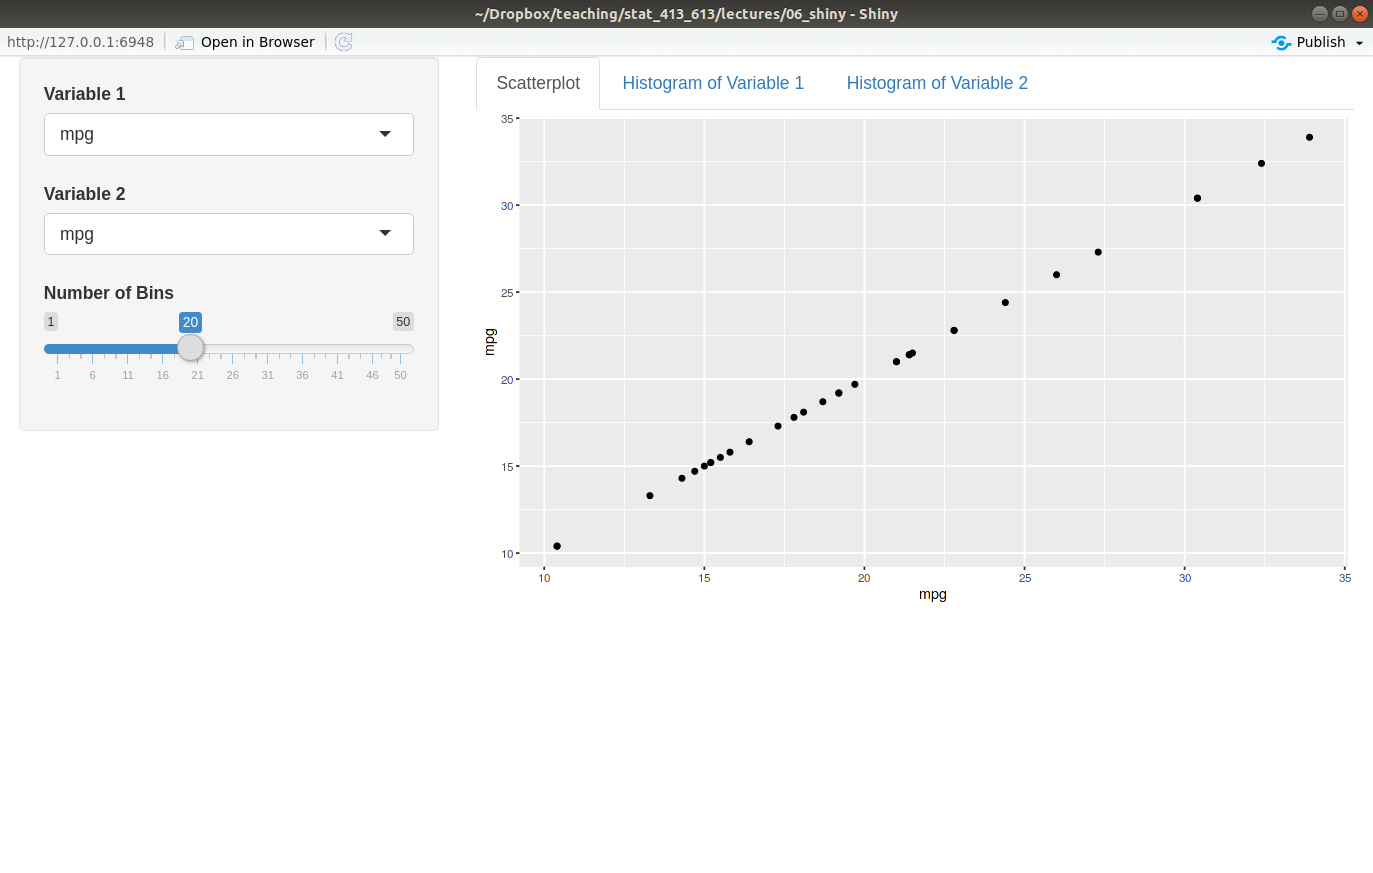 ~/Dropbox/teaching/stat_413_613/lectures/06_shiny - Shiny
http://127.0.0.1:6948 Open in Browser Publish
Variable 1
mpg
Variable 2
mpg
Number of Bins
1 20 50
1 6 11 16 21 26 31 36 41 46 50
Scatterplot Histogram of Variable 1 Histogram of Variable 2
35
30
25
20
15
10
mpg
10 15 20 25 30 35
mpg